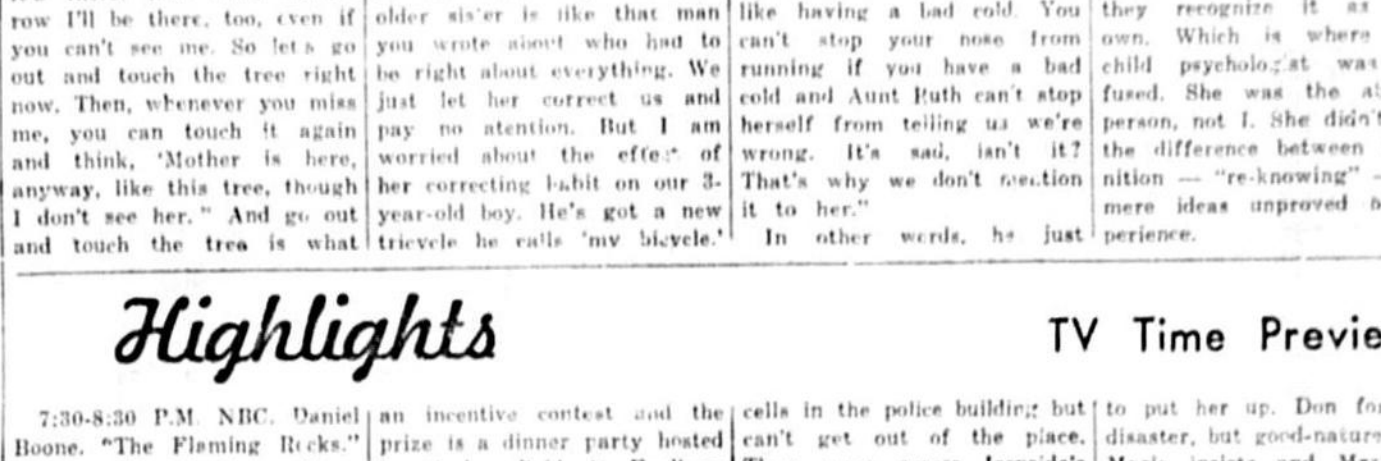 row I'll be there, too, even if
you can't see me. So let's go
out and touch the tree right
now. Then, whenever you miss
me, you can touch it again
and think, 'Mother is here,
anyway, like this tree, though
I don't see her." And go out
and touch the tree is what
older sister is like that man
you wrote about who had to
be right about everything. We
just let her correct us and
pay no atention. But I am
worried about the effect of
her correcting habit on our 3-
year-old boy. He's got a new
tricycle he calls 'my bicycle.'
like having a bad cold. You
can't stop your nose from
running if you have a bad
cold and Aunt Ruth can't stop
herself from telling us we're
wrong. It's sad, isn't it?
That's why we don't mention
it to her."
In other words, he just
they recognize it as
own. Which is where
child psychologist was
fused. She was the
person, not I. She didn't
the difference between
nition — "re-knowing" —
mere ideas unproved
perience.
Highlights
TV Time Previe
7:30-8:30 P.M. NBC. Daniel
Boone. "The Flaming Rocks."
an incentive contest and the
prize is a dinner party hosted
cells in the police building but
can't get out of the place.
to put her up. Don
disaster, but good-nature